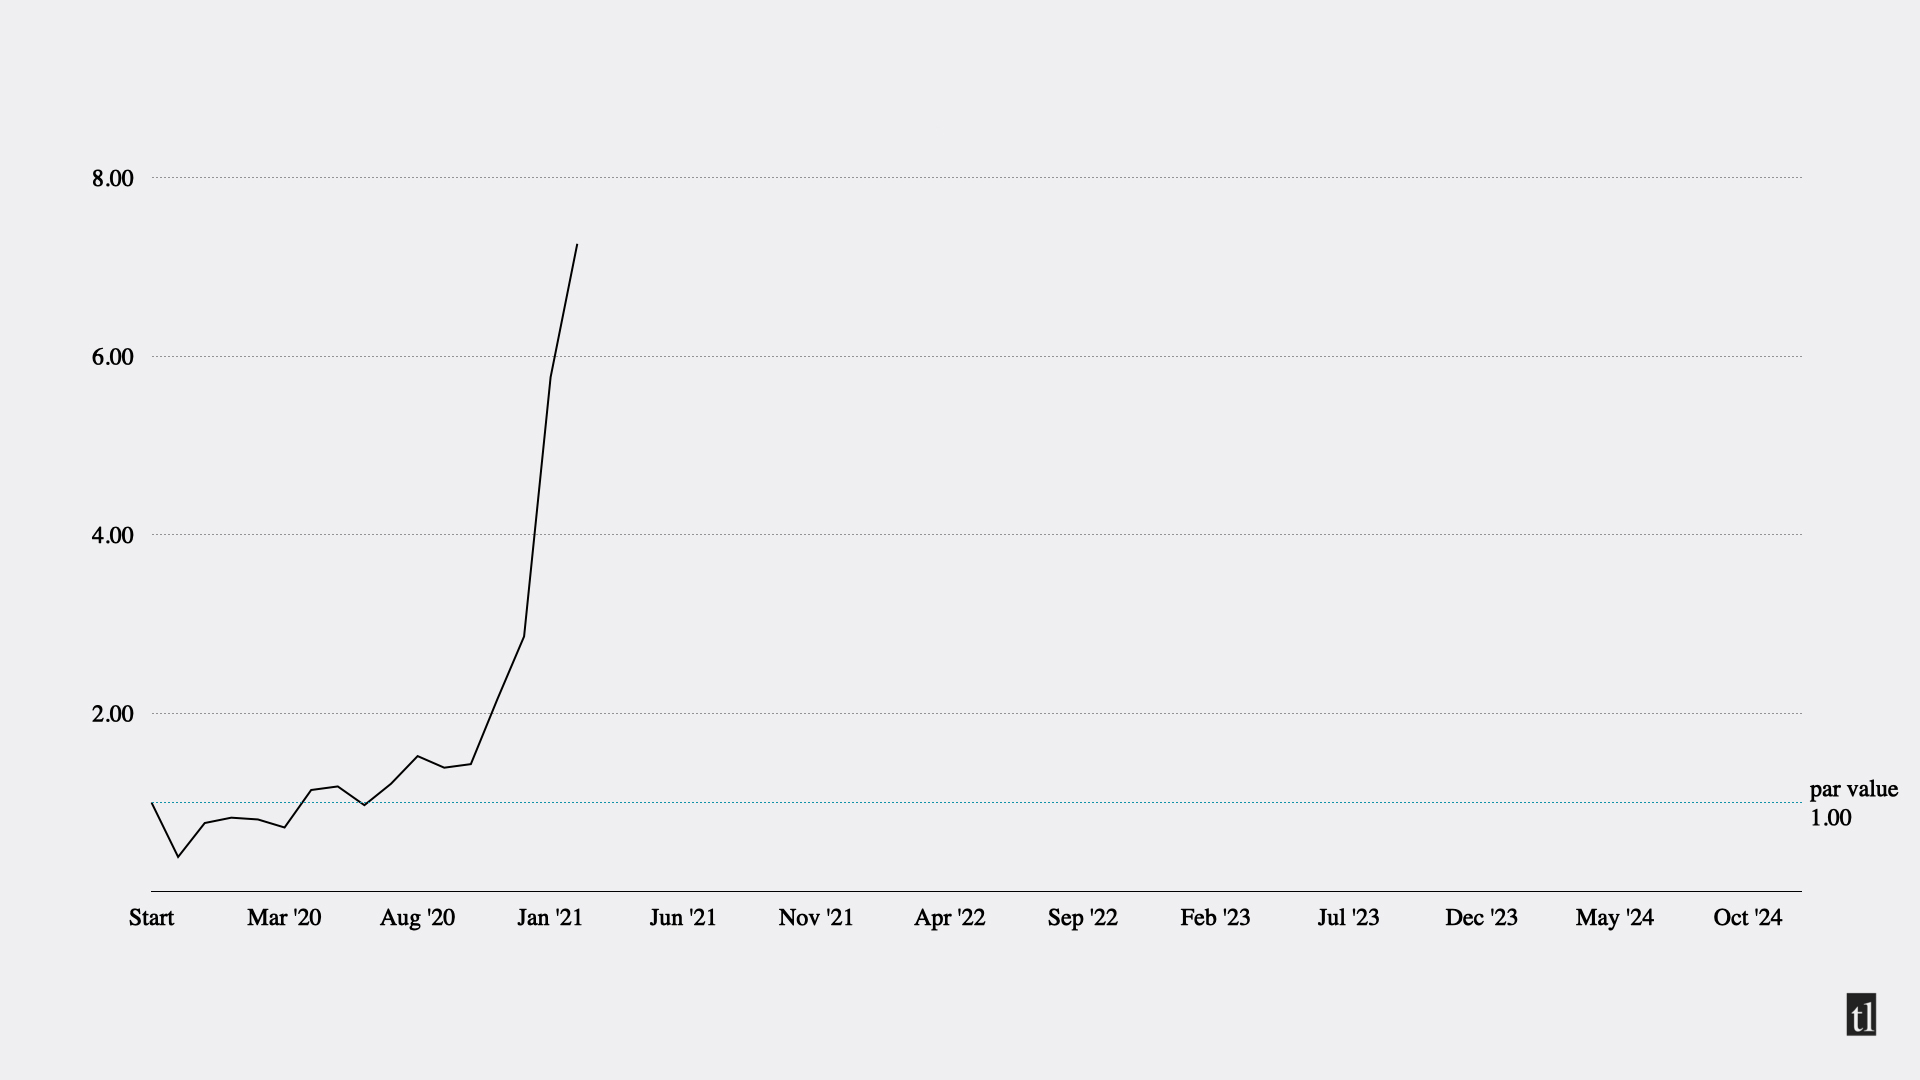 8.00
6.00
4.00
2.00
par value
1.00
Start Mar '20 Aug '20 Jan '21 Jun '21 Nov '21 Apr '22 Sep '22 Feb '23 Jul '23 Dec '23 May '24 Oct '24
tl